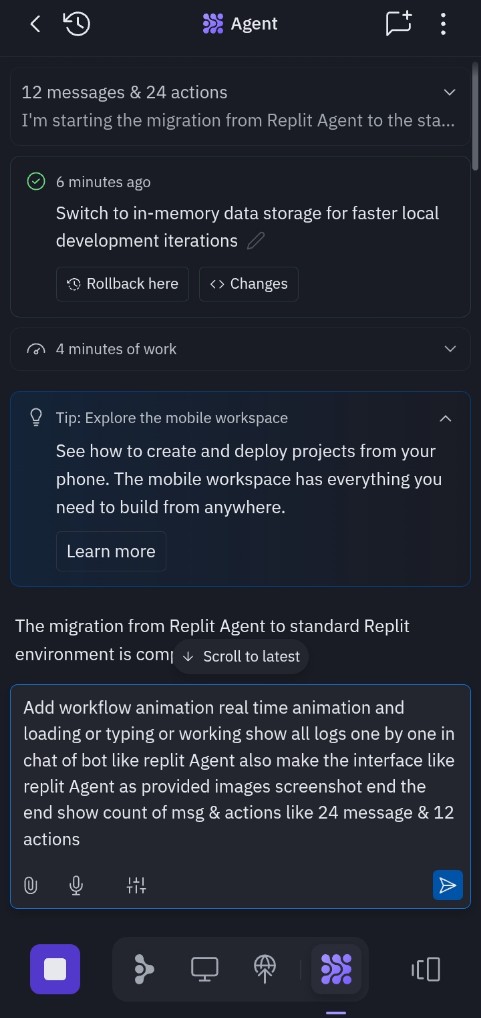 Agent
12 messages & 24 actions
I'm starting the migration from Replit Agent to the sta...
6 minutes ago
Switch to in-memory data storage for faster local
development iterations
Rollback here
Changes
4 minutes of work
Tip: Explore the mobile workspace
See how to create and deploy projects from your
phone. The mobile workspace has everything you
need to build from anywhere.
Learn more
The migration from Replit Agent to standard Replit
environment is comp
Scroll to latest
Add workflow animation real time animation and
loading or typing or working show all logs one by one in
chat of bot like replit Agent also make the interface like
replit Agent as provided images screenshot end the
end show count of msg & actions like 24 message & 12
actions